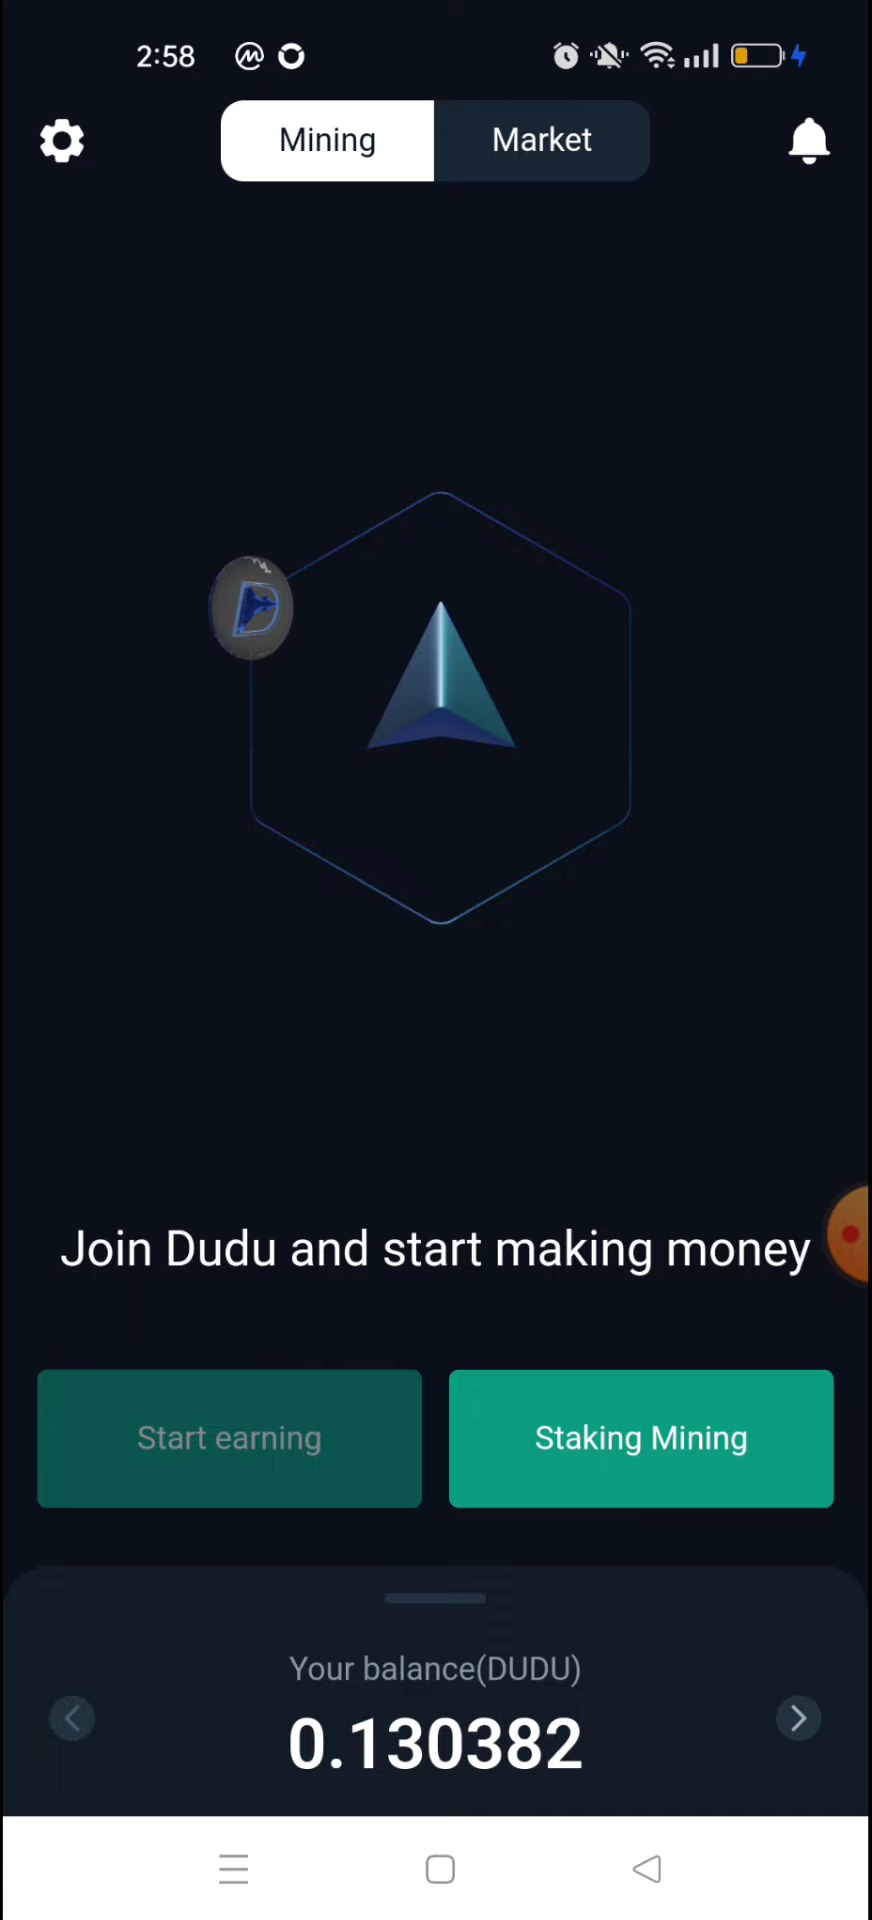 2:58
Mining
Market
D
Join Dudu and start making money
Start earning
Staking Mining
Your balance(DUDU)
0.130382